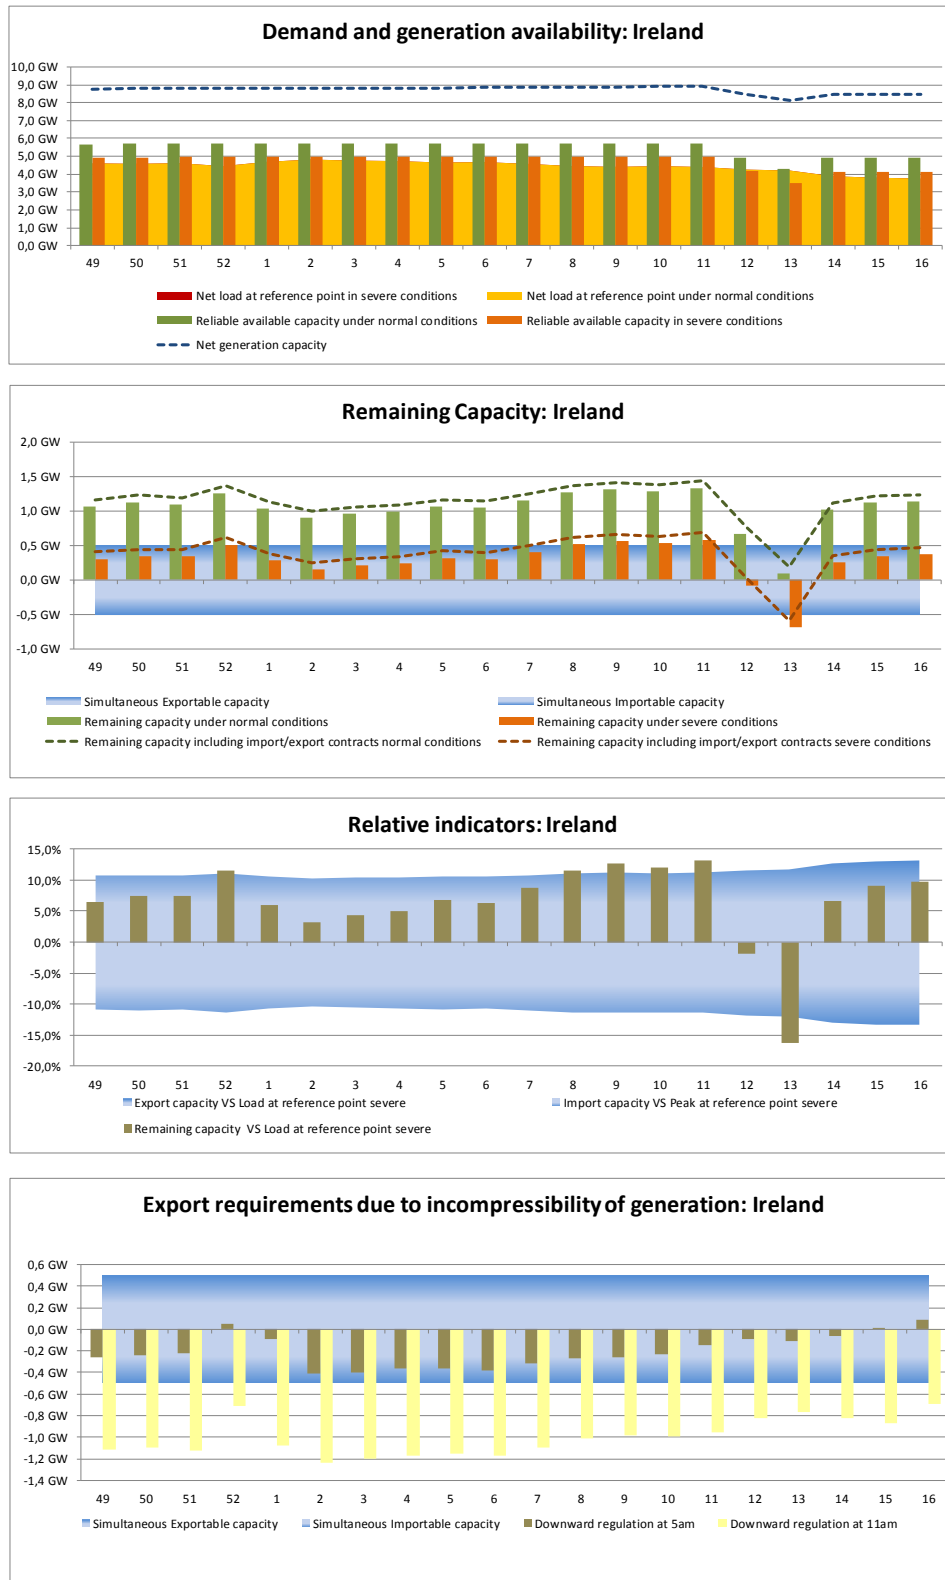 Demand and generation availability: Ireland
10,0 GW
9,0 GW
8,0 GW
7,0 GW
6,0 GW
5,0 GW
4,0 GW
3,0 GW
2,0 GW
1,0 GW
0,0 GW
49 50 51 52 1 2 3 4 5 6 7 8 9 10 11 12 13 14 15 16
Net load at reference point in severe conditions
Net load at reference point under normal conditions
Reliable available capacity under normal conditions
Reliable available capacity in severe conditions
Net generation capacity
Remaining Capacity: Ireland
2,0 GW
1,5 GW
1,0 GW
0,5 GW
0,0 GW
-0,5 GW
-1,0 GW
49 50 51 52 1 2 3 4 5 6 7 8 9 10 11 12 13 14 15 16
Simultaneous Exportable capacity
Simultaneous Importable capacity
Remaining capacity under normal conditions
Remaining capacity under severe conditions
Remaining capacity including import/export contracts normal conditions
Remaining capacity including import/export contracts severe conditions
Relative indicators: Ireland
15,0%
10,0%
5,0%
0,0%
-5,0%
-10,0%
-15,0%
-20,0%
49 50 51 52 1 2 3 4 5 6 7 8 9 10 11 12 13 14 15 16
Export capacity VS Load at reference point severe
Import capacity VS Peak at reference point severe
Remaining capacity VS Load at reference point severe
Export requirements due to incompressibility of generation: Ireland
0,6 GW
0,4 GW
0,2 GW
0,0 GW
-0,2 GW
-0,4 GW
-0,6 GW
-0,8 GW
-1,0 GW
-1,2 GW
-1,4 GW
49 50 51 52 1 2 3 4 5 6 7 8 9 10 11 12 13 14 15 16
Simultaneous Exportable capacity
Simultaneous Importable capacity
Downward regulation at 5am
Downward regulation at 11am